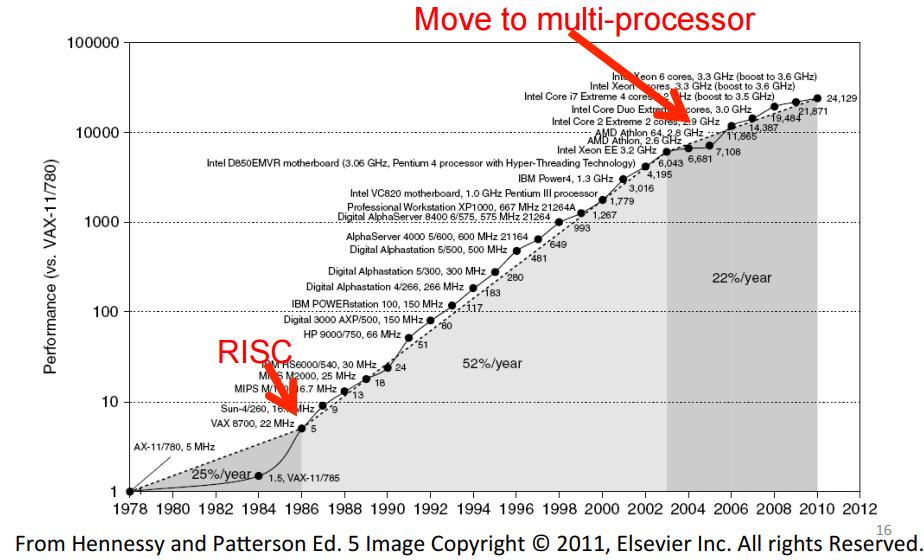 Move to multi-processor
100000
10000
1000
100
10
1
Performance (vs. VAX-11/780)
Intel Xeon 6 cores, 3.3 GHz (boost to 3.6 GHz)
Intel Xeon cores, 3.3 GHz (boost to 3.6 GHz)
Intel Core i7 Extreme 4 cores GHz (boost to 3.5 GHz)
Intel Core Duo Extreme cores, 3.0 GHz
Intel Core 2 Extreme 2 cores, 2.9 GHz
AMD Athlon 64, 2.8 GHz
AMD Athlon, 2.6 GHz
Intel Xeon EE 3.2 GHz
Intel D850EMVR motherboard (3.06 GHz, Pentium 4 processor with Hyper-Threading Technology)
IBM Power4, 1.3 GHz
Intel VC820 motherboard, 1.0 GHz Pentium III processor
Professional Workstation XP1000, 667 MHz 21264A
Digital AlphaServer 8400 6/575, 575 MHz 21264
AlphaServer 4000 5/600, 600 MHz 21164
Digital Alphastation 5/500, 500 MHz
Digital Alphastation 5/300, 300 MHz
Digital Alphastation 4/266, 266 MHz
IBM POWERstation 100, 150 MHz
Digital 3000 AXP/500, 150 MHz
HP 9000/750, 66 MHz
RISC
RS6000/540, 30 MHz
MIPS M2000, 25 MHz
MIPS 16.7 MHz
Sun-4/260, MHz
VAX 8700, 22 MHz
AX-11/780, 5 MHz
24,129
21,871
19,484
14,387
11,865
7,108
6,681
6,043
4,195
3,016
1,779
1,267
993
649
481
280
183
117
80
51
24
18
13
9
5
1.5, VAX-11/785
25%/year
52%/year
22%/year
1978 1980 1982 1984 1986 1988 1990 1992 1994 1996 1998 2000 2002 2004 2006 2008 2010 2012
16
From Hennessy and Patterson Ed. 5 Image Copyright © 2011, Elsevier Inc. All rights Reserved.